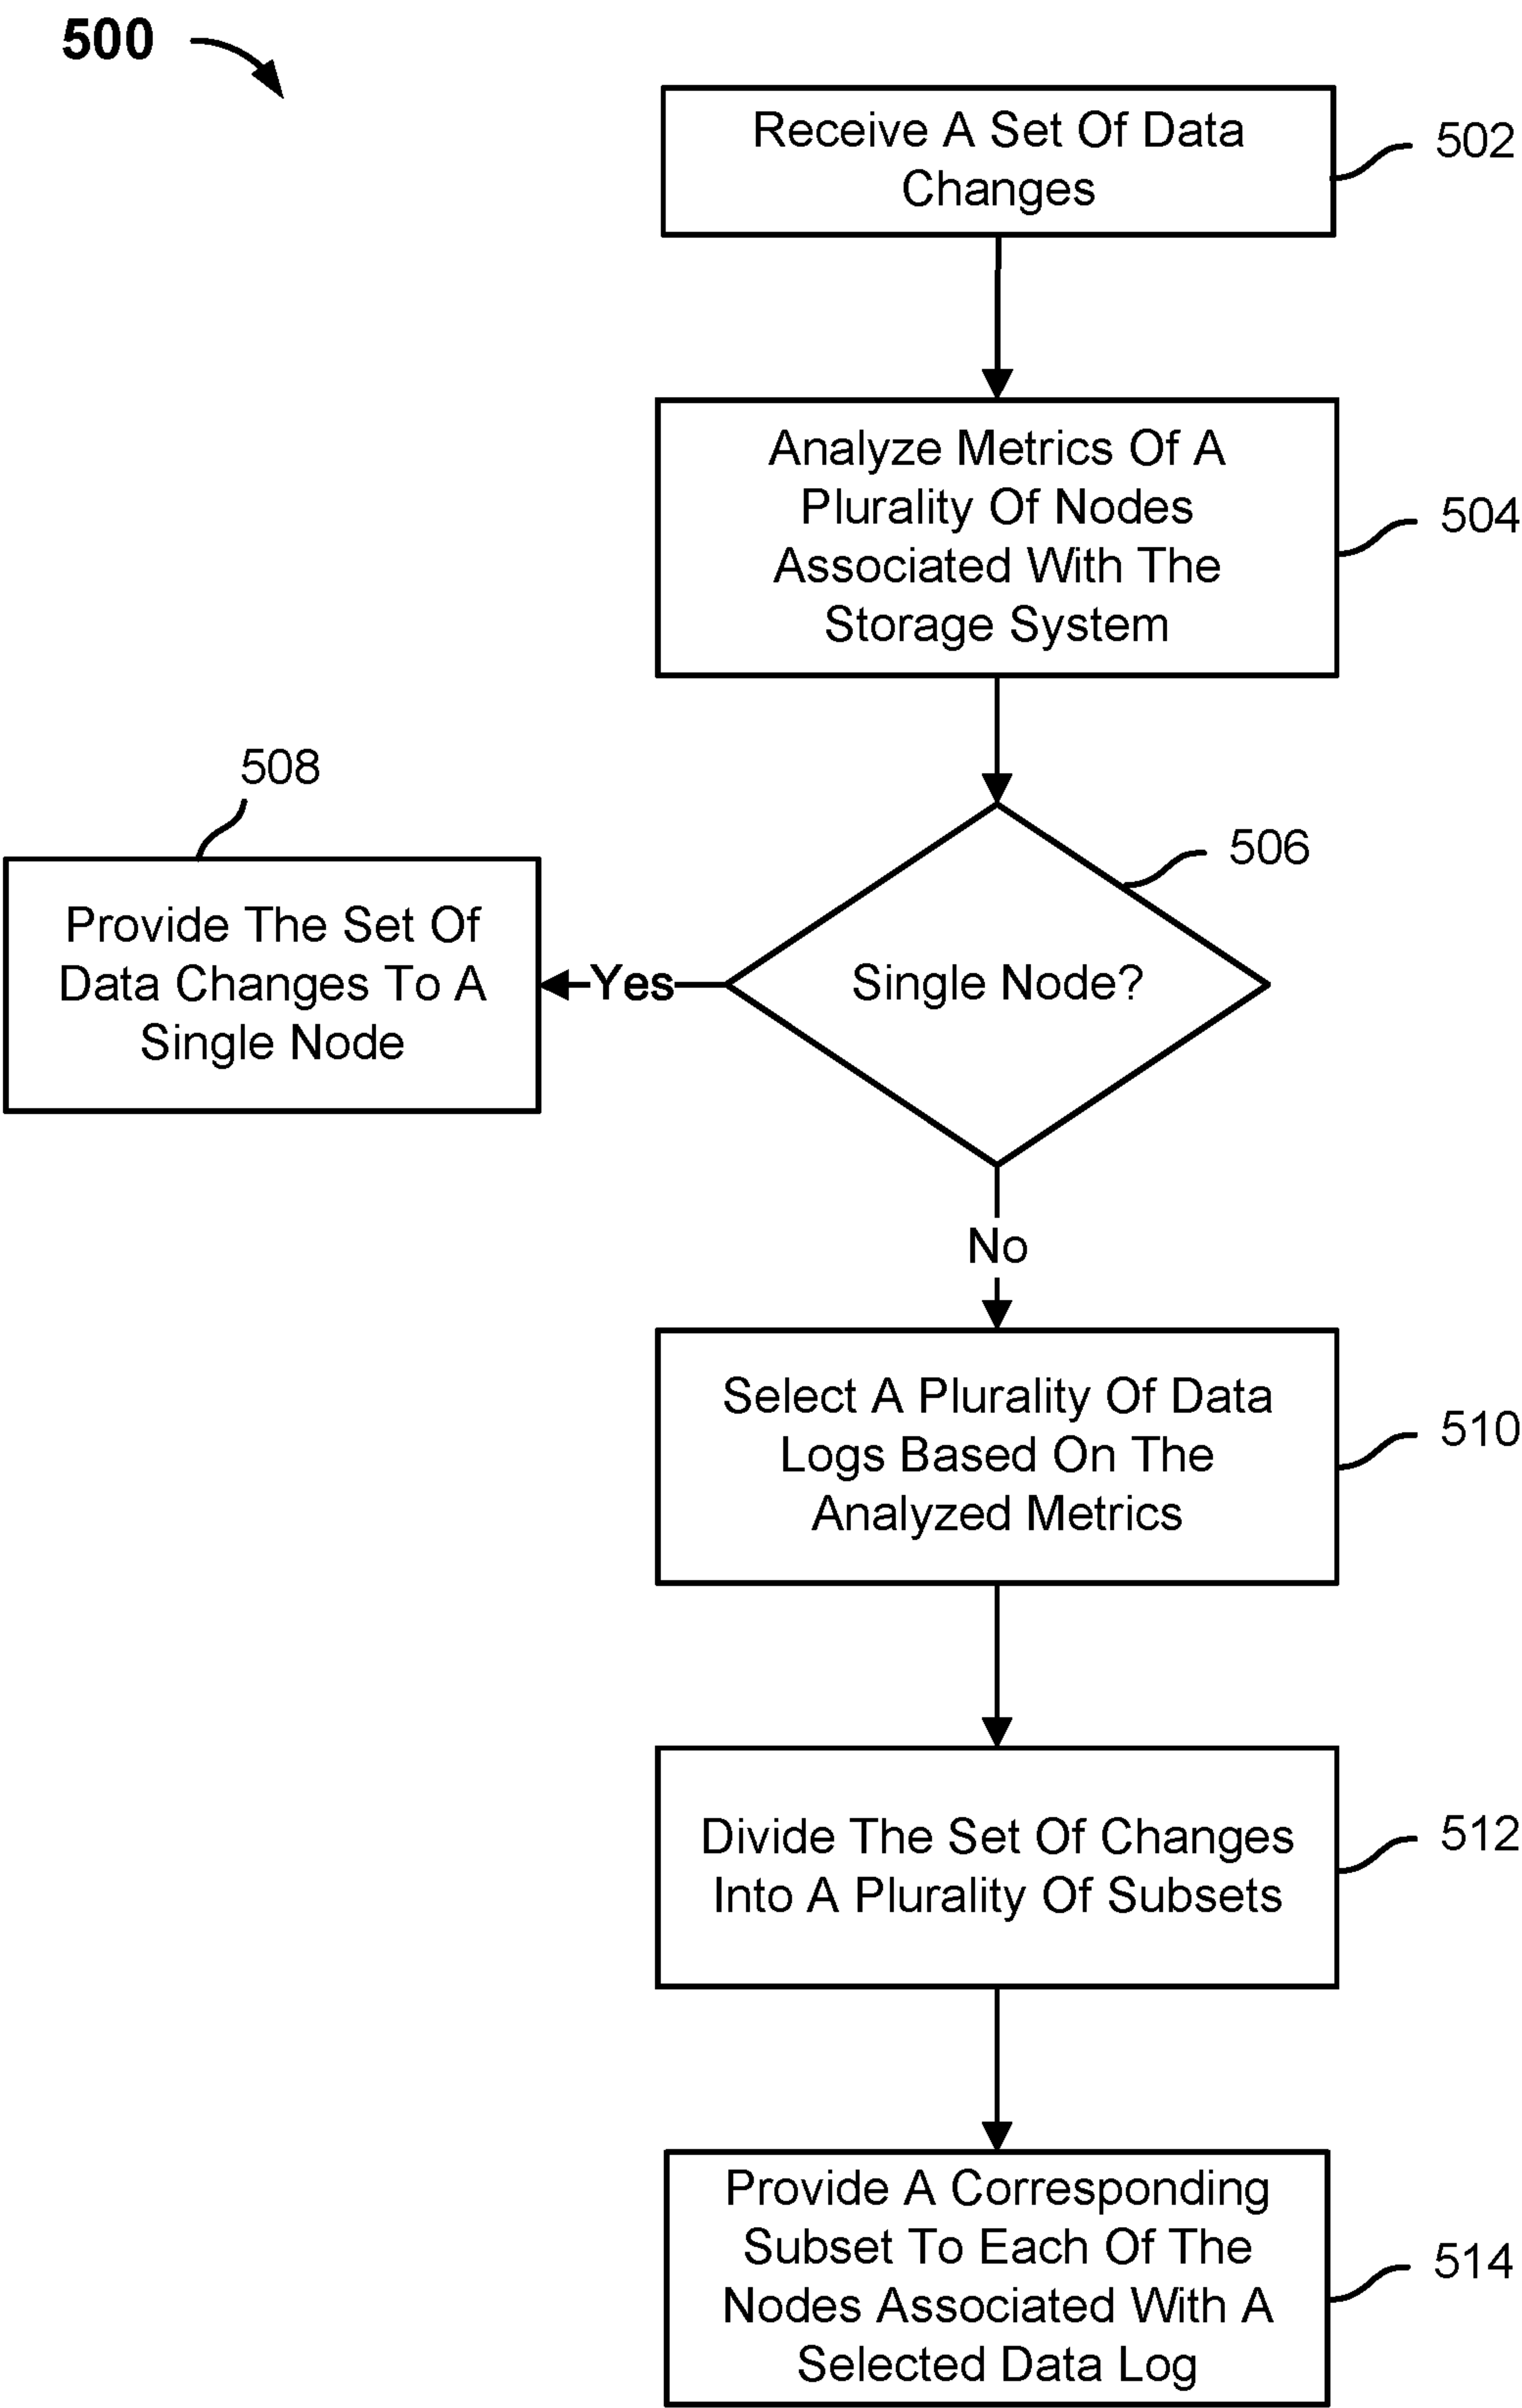 500
Receive A Set Of Data
Changes
502
Analyze Metrics Of A
Plurality Of Nodes
Associated With The
Storage System
504
508
506
Provide The Set Of
Data Changes To A
Single Node
Yes
Single Node?
No
Select A Plurality Of Data
Logs Based On The
Analyzed Metrics
510
Divide The Set Of Changes
Into A Plurality Of Subsets
512
Provide A Corresponding
Subset To Each Of The
Nodes Associated With A
Selected Data Log
514